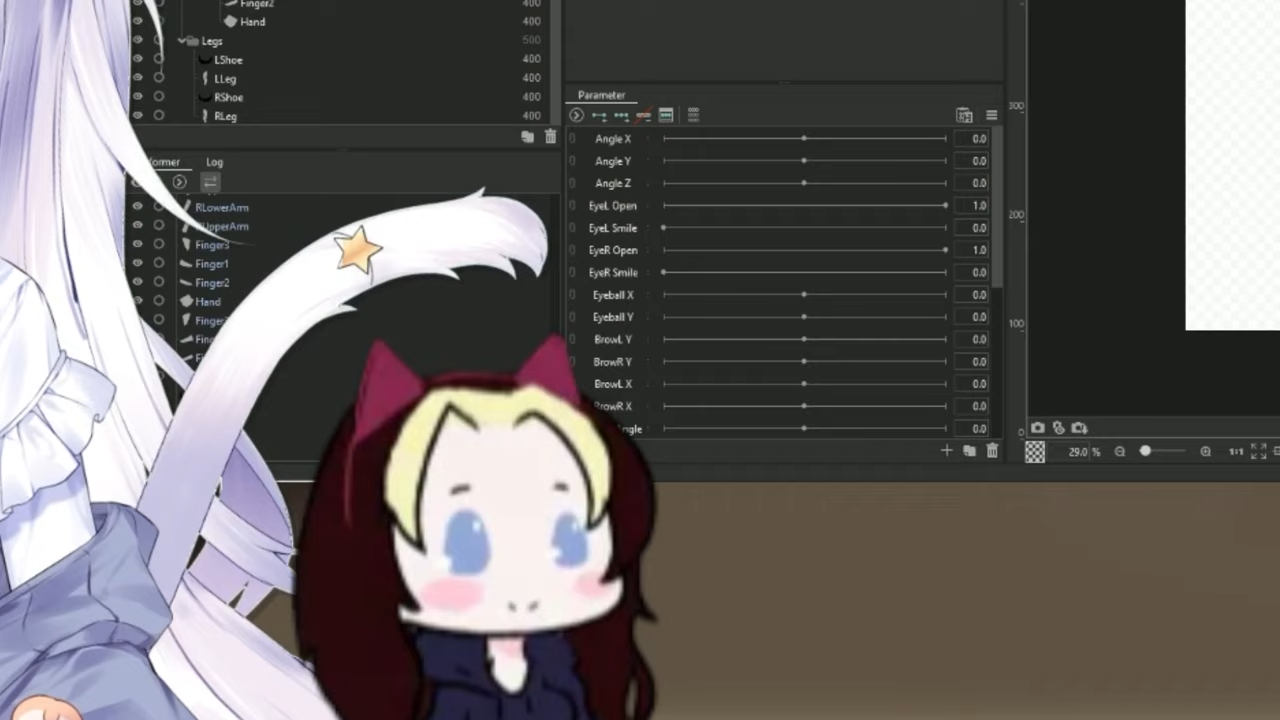 Finger2 400
Hand 400
Legs 500
LShoe 400
LLeg 400
RShoe 400
RLeg 400
Log
RLowerArm
RUpperArm
Finger3
Finger1
Finger2
Hand
Parameter
Angle X 0.0
Angle Y 0.0
Angle Z 0.0
EyeL Open 1.0
EyeL Smile 0.0
EyeR Open 1.0
EyeR Smile 0.0
Eyeball X 0.0
Eyeball Y 0.0
BrowL Y 0.0
BrowR Y 0.0
BrowL X 0.0
BrowR X 0.0
0.0
300
200
100
0
29.0 %
1:1